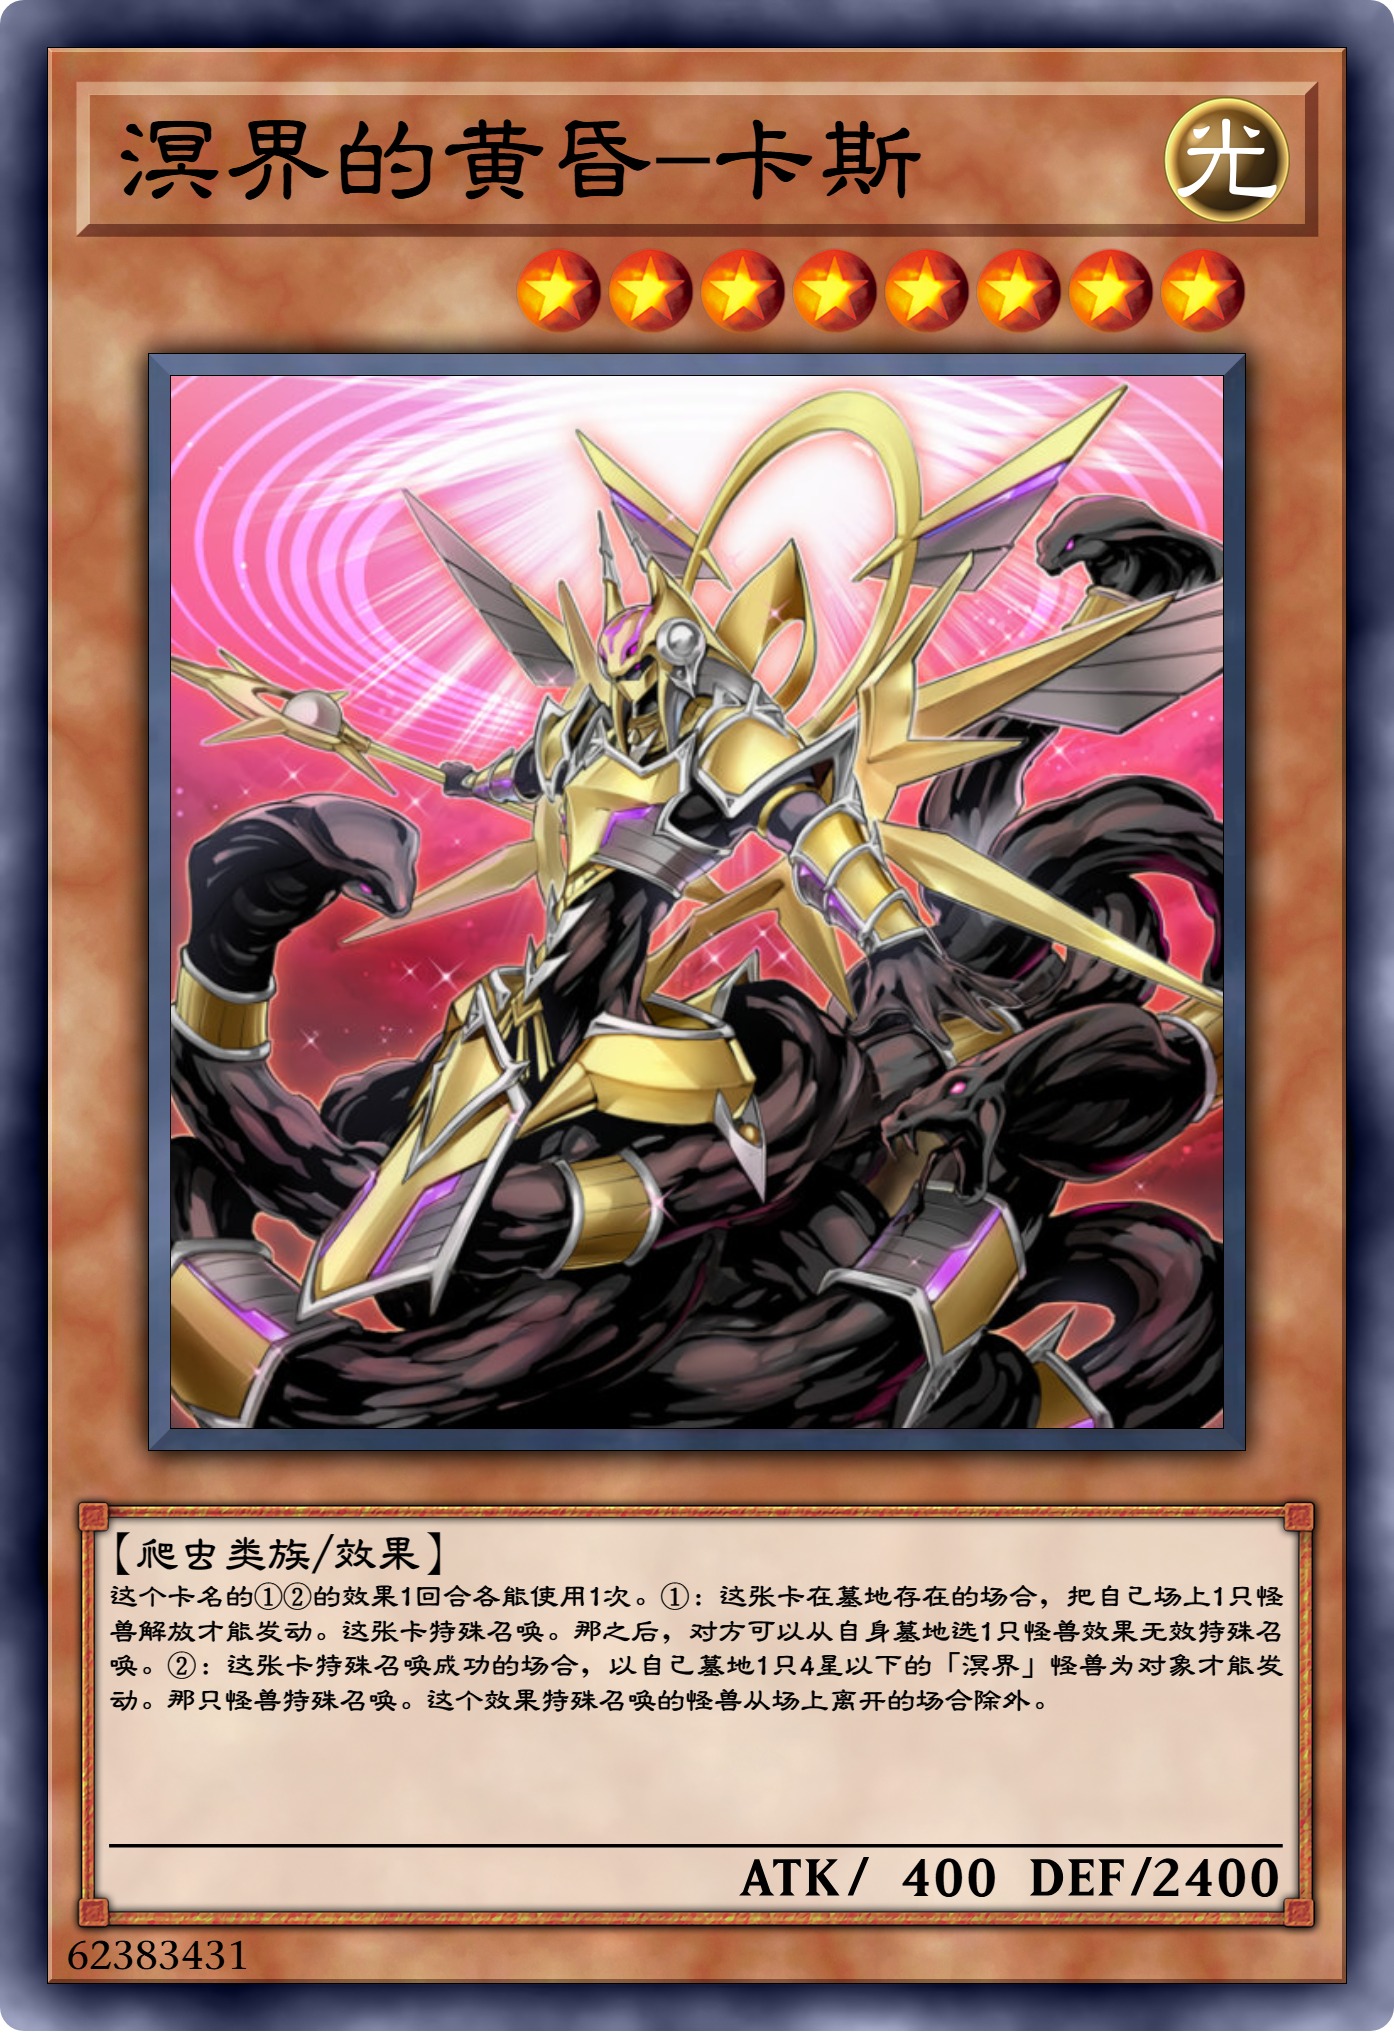 溟界的黄昏-卡斯
光
【爬虫类族/效果】
这个卡名的①②的效果1回合各能使用1次。①：这张卡在墓地存在的场合，把自己场上1只怪
兽解放才能发动。这张卡特殊召唤。那之后，对方可以从自身墓地选1只怪兽效果无效特殊召
唤。②：这张卡特殊召唤成功的场合，以自己墓地1只4星以下的「溟界」怪兽为对象才能发
动。那只怪兽特殊召唤。这个效果特殊召唤的怪兽从场上离开的场合除外。
ATK/ 400 DEF/2400
62383431